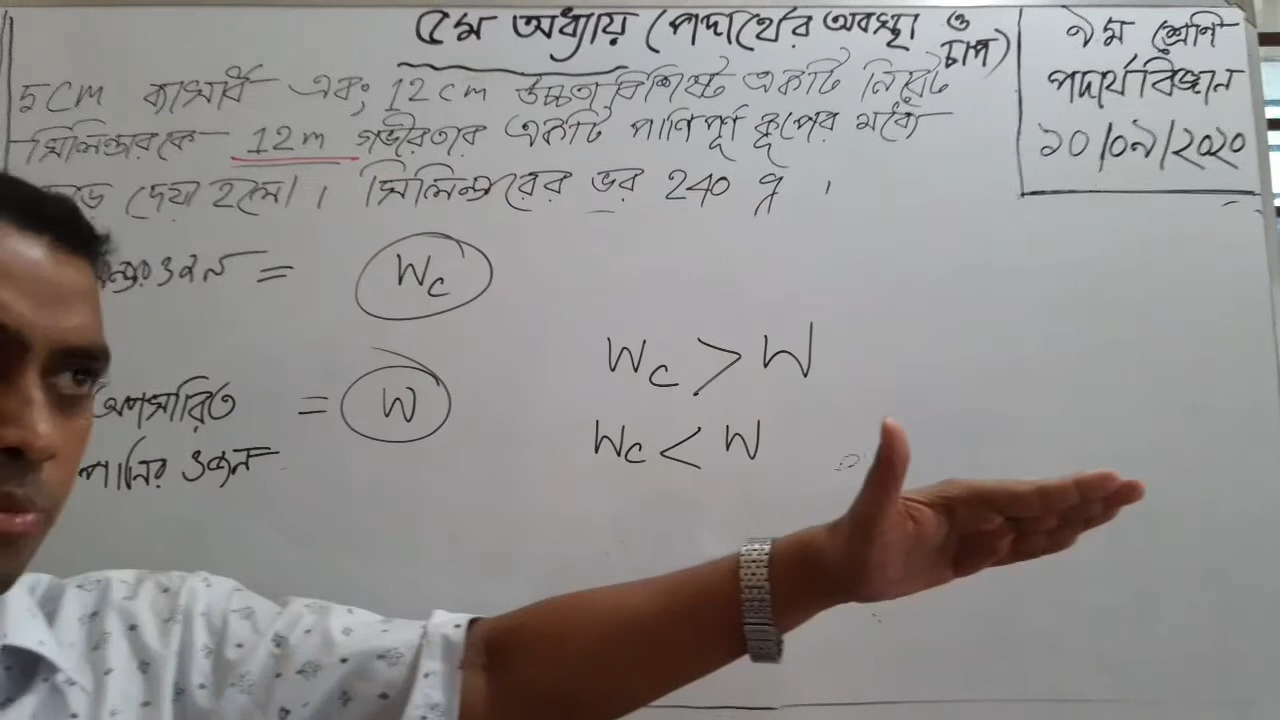 ৫ম অধ্যায় (পদার্থের অবস্থা ও চাপ)
৯ম শ্রেণি
পদার্থ বিজ্ঞান
১০/০৯/২০২০
5cm ব্যাসার্ধ এবং 12cm উচ্চতা বিশিষ্ট একটি নিরেট
সিলিন্ডারকে 12m গভীরতার একটি পাণিপূর্ণ কূপের মধ্যে
দেয়া হলো। সিলিন্ডারের ভর 240 g ।
ওজন = Wc
Wc > W
অপসারিত = W
পানির ওজন
Wc < W